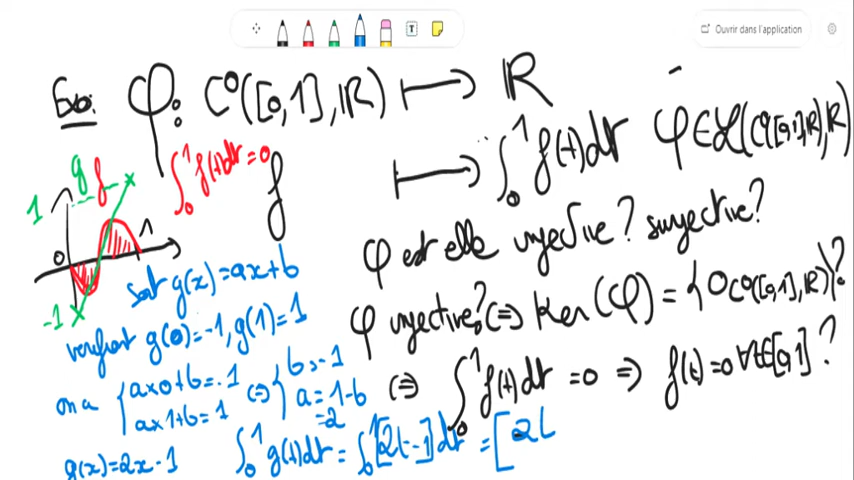 T
Ouvrir dans l'application
Exo: φ: C⁰([0,1], ℝ) ⟼ ℝ
f ⟼ ∫₀¹ f(t)dt φ ∈ ℒ(C⁰([0,1],ℝ),ℝ)
g f ∫₀¹ f(t)dt = 0
1
0 1
-1
φ est elle injective? surjective?
φ injective? ⇔ Ker(φ) = {0C⁰([0,1],ℝ)}?
⇔ ∫₀¹ f(t)dt = 0 ⇒ f(t)=0 ∀t∈[0,1]?
soit g(x) = ax+b
vérifiant g(0)=-1, g(1)=1
on a { a×0+b=-1 ⇔ { b=-1
a×1+b=1 a=1-b
=2
g(x)=2x-1 ∫₀¹ g(t)dt = ∫₀¹ [2t-1]dt = [2t